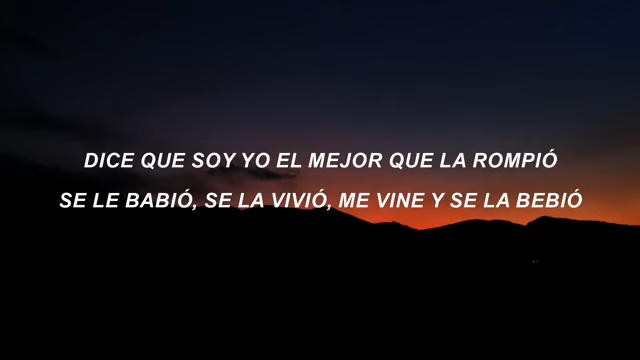 DICE QUE SOY YO EL MEJOR QUE LA ROMPIÓ
SE LE BABIÓ, SE LA VIVIÓ, ME VINE Y SE LA BEBIÓ